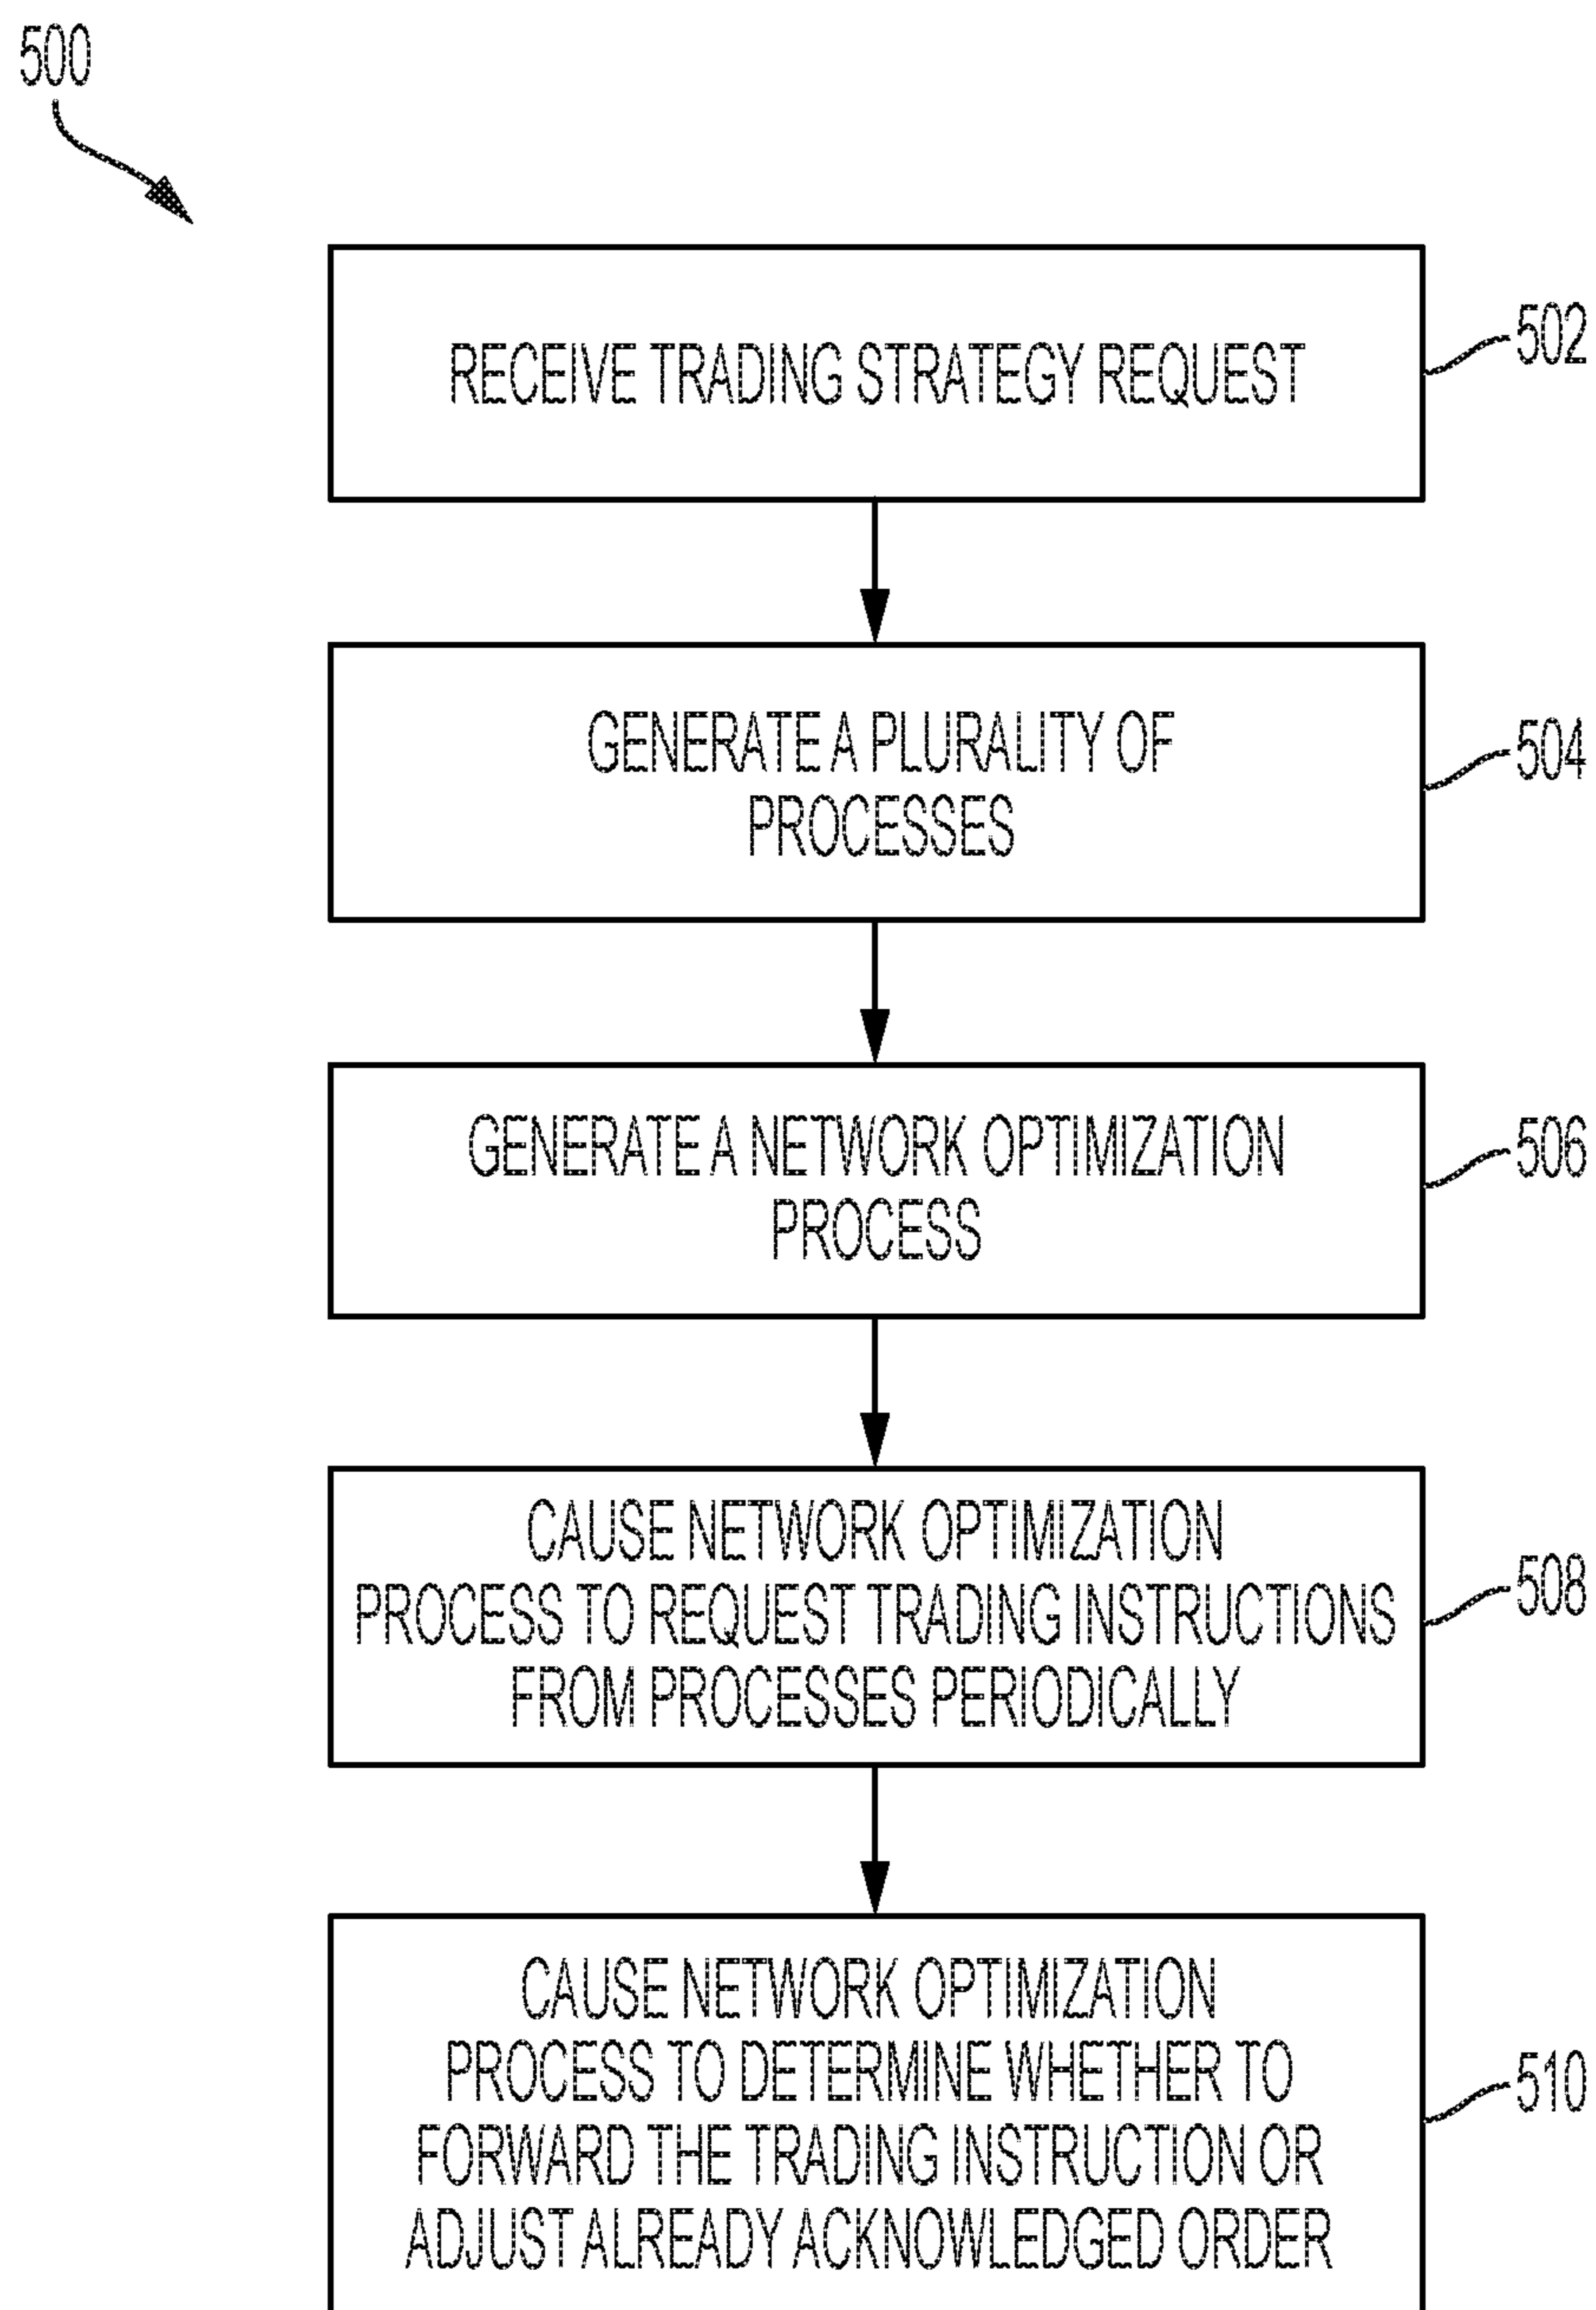 500
RECEIVE TRADING STRATEGY REQUEST
502
GENERATE A PLURALITY OF
PROCESSES
504
GENERATE A NETWORK OPTIMIZATION
PROCESS
506
CAUSE NETWORK OPTIMIZATION
PROCESS TO REQUEST TRADING INSTRUCTIONS
FROM PROCESSES PERIODICALLY
508
CAUSE NETWORK OPTIMIZATION
PROCESS TO DETERMINE WHETHER TO
FORWARD THE TRADING INSTRUCTION OR
ADJUST ALREADY ACKNOWLEDGED ORDER
510